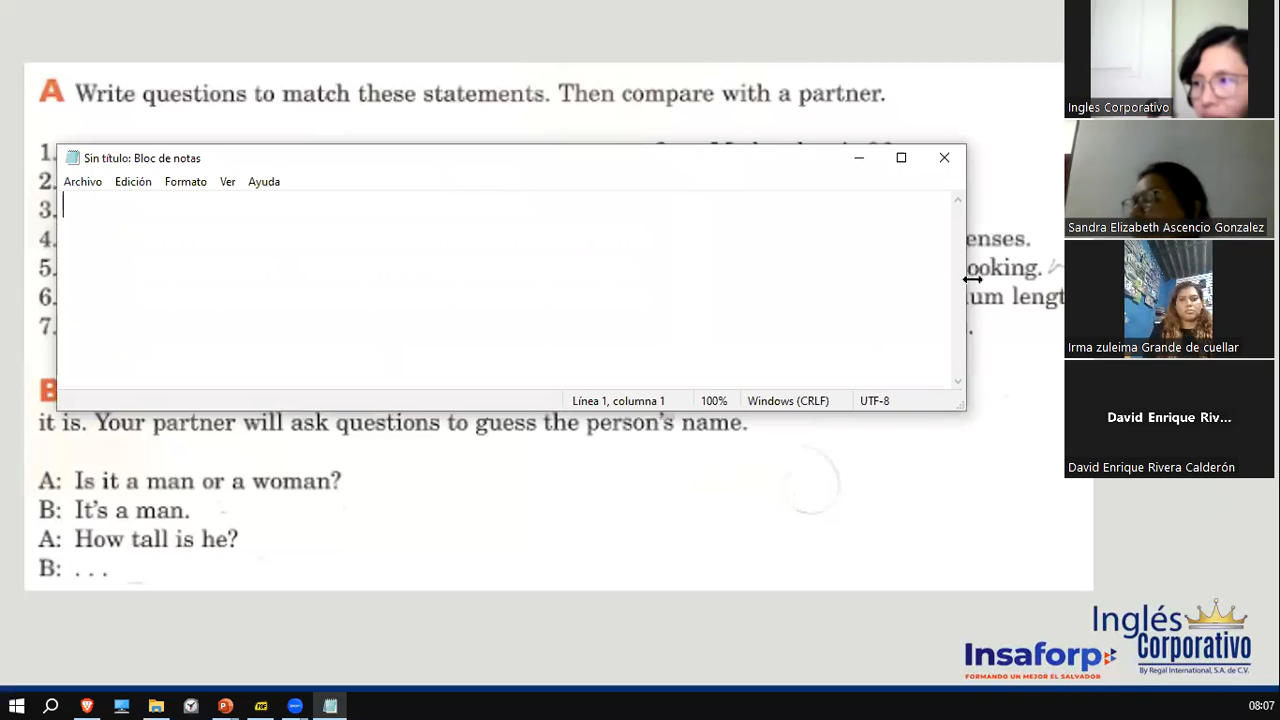 A Write questions to match these statements. Then compare with a partner.
1.
2.
3.
4.
5.
6.
7.
Sin título: Bloc de notas
Archivo Edición Formato Ver Ayuda
enses.
ooking.
um lengt
Línea 1, columna 1 100% Windows (CRLF) UTF-8
B
it is. Your partner will ask questions to guess the person's name.
A: Is it a man or a woman?
B: It's a man.
A: How tall is he?
B: . . .
Ingles Corporativo
Sandra Elizabeth Ascencio Gonzalez
Irma zuleima Grande de cuellar
David Enrique Riv...
David Enrique Rivera Calderón
Inglés
Corporativo
By Regal International, S.A. de C.V.
Insaforp
FORMANDO UN MEJOR EL SALVADOR
08:07